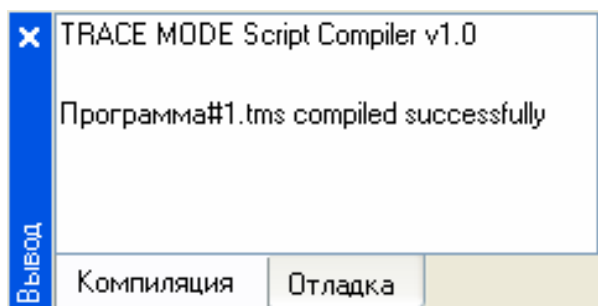 TRACE MODE Script Compiler v1.0
Программа#1.tms compiled successfully
Вывод
Компиляция
Отладка